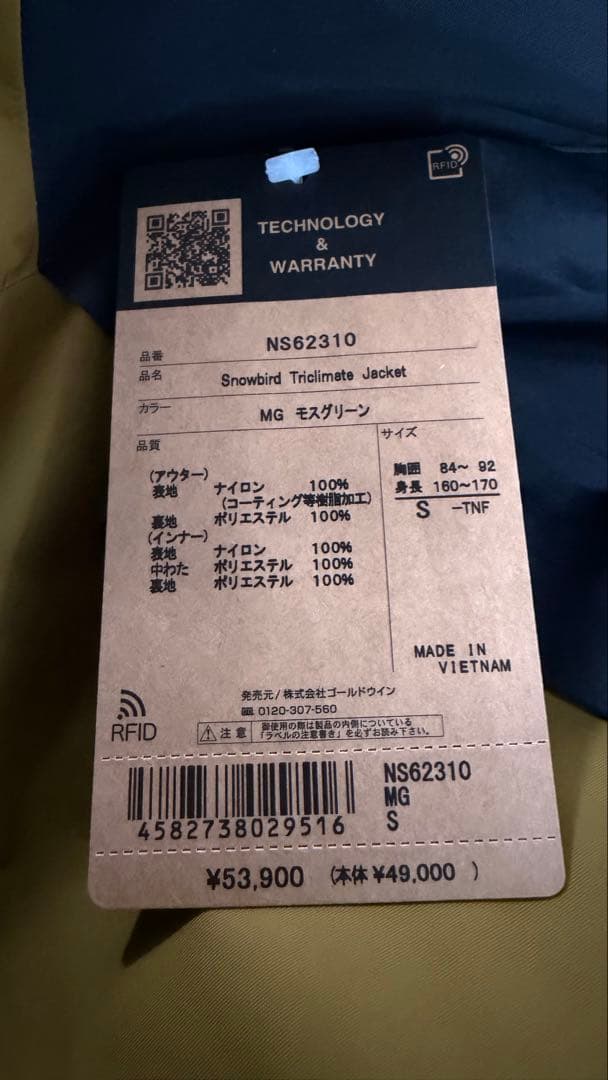 RFID
TECHNOLOGY
&
WARRANTY
品番 NS62310
品名 Snowbird Triclimate Jacket
カラー MG モスグリーン
品質
(アウター)
表地 ナイロン 100%
(コーティング等樹脂加工)
裏地 ポリエステル 100%
(インナー)
表地 ナイロン 100%
中わた ポリエステル 100%
裏地 ポリエステル 100%
サイズ
胸囲 84~ 92
身長 160~170
S -TNF
MADE IN
VIETNAM
RFID
発売元/株式会社ゴールドウイン
0120-307-560
注意 御使用の際は製品の内側についている
「ラベルの注意書き」を必ずお読み下さい。
4582738029516
NS62310
MG
S
¥53,900 (本体 ¥49,000 )